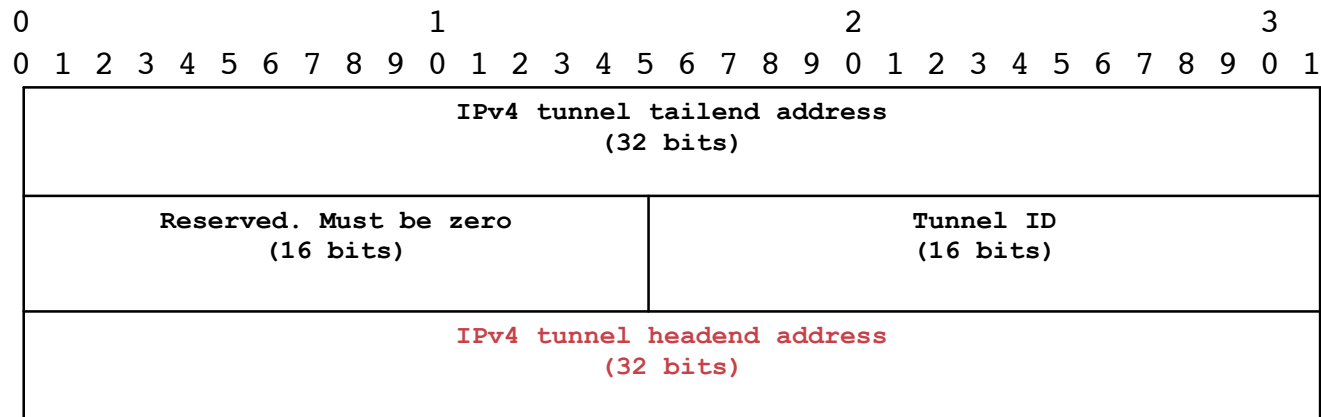 0 1 2 3
0 1 2 3 4 5 6 7 8 9 0 1 2 3 4 5 6 7 8 9 0 1 2 3 4 5 6 7 8 9 0 1
IPv4 tunnel tailend address
(32 bits)
Reserved. Must be zero
(16 bits)
Tunnel ID
(16 bits)
IPv4 tunnel headend address
(32 bits)